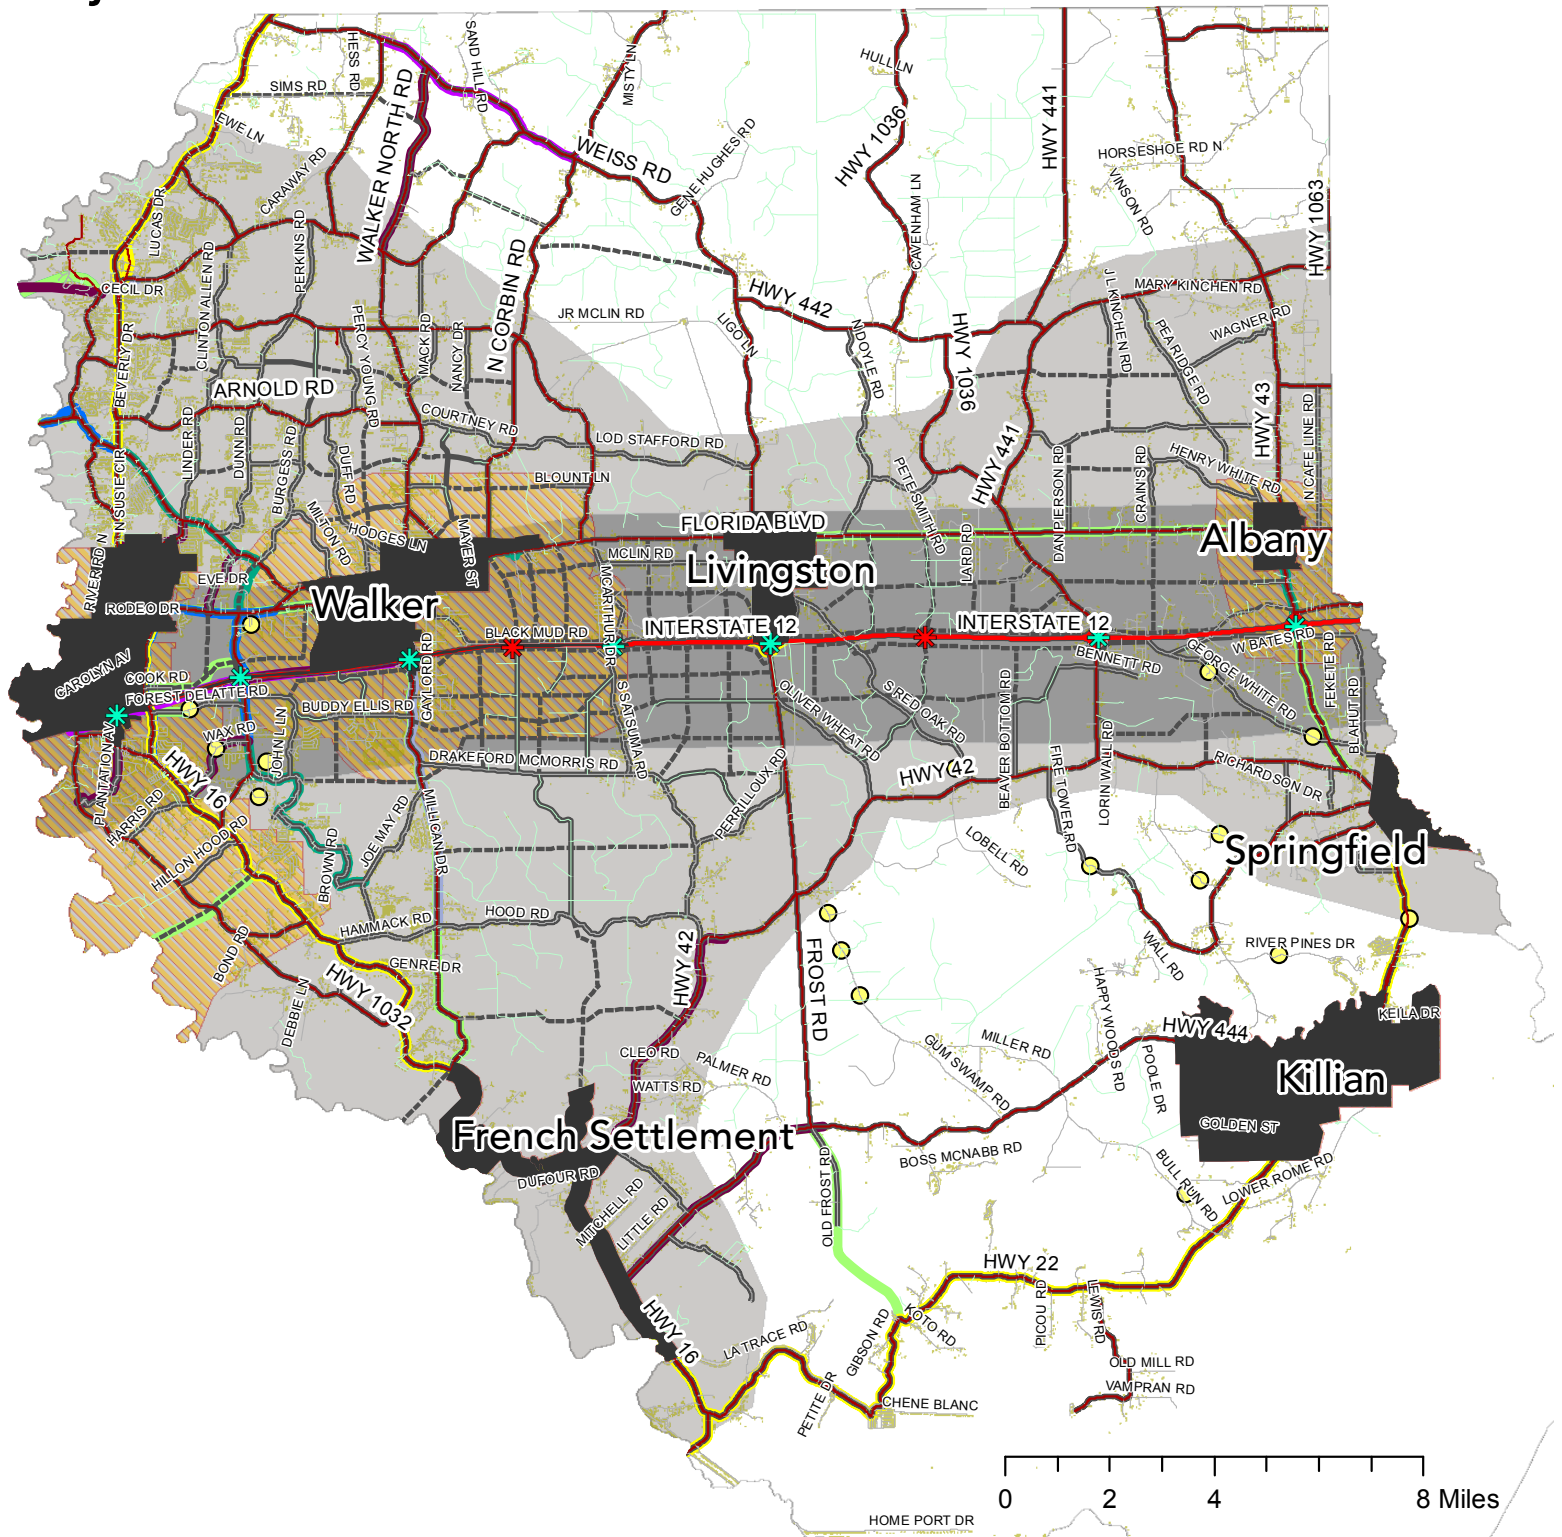 HESS RD
SAND HILL RD
MISTY LN
HULL LN
SIMS RD
HWY 441
EWE LN
WALKER NORTH RD
HWY 1036
WEISS RD
GENE HUGHES RD
HORSESHOE RD N
CARAWAY RD
VINSON RD
CAVENHAM LN
LUCAS DR
PERKINS RD
HWY 1063
CLINTON ALLEN RD
N CORBIN RD
CECIL DR
MARY KINCHEN RD
HWY 442
JL KINCHEN RD
JR MCLIN RD
LIGO LN
N DOYLE RD
HWY 1036
PEA RIDGE RD
WAGNER RD
BEVERLY DR
PERCY YOUNG RD
MACK RD
NANCY DR
ARNOLD RD
HWY 43
N CAFE LINE RD
COURTNEY RD
LOD STAFFORD RD
LINDER RD
DUNN RD
BURGESS RD
DUFF RD
HWY 441
PETE SMITH RD
DAN PIERSON RD
CRAINS RD
HENRY WHITE RD
BLOUNT LN
N SUSIE CIR
MILTON RD
HODGES LN
MAYER ST
FLORIDA BLVD
LARD RD
Albany
MCLIN RD
Livingston
RIVER RD N
EVE DR
MCARTHUR DR
Walker
RODEO DR
INTERSTATE 12
INTERSTATE 12
BLACK MUD RD
W BATES RD
CAROLYN AV
COOK RD
GAYLORD RD
BENNETT RD
GEORGE WHITE RD
FEKETE RD
FOREST DELATTE RD
BUDDY ELLIS RD
S SATSUMA RD
OLIVER WHEAT RD
S RED OAK RD
BEAVER BOTTOM RD
LORIN WALL RD
BLAHUT RD
PLANTATION AV
WAX RD
JOHN LN
DRAKEFORD MCMORRIS RD
HWY 42
FIRE TOWER RD
RICHARDSON DR
HWY 16
HARRIS RD
PERRILLOUX RD
JOE MAY RD
MILLICAN DR
HILLON HOOD RD
BROWN RD
LOBELL RD
Springfield
HAMMACK RD
HOOD RD
BOND RD
HWY 42
FROST RD
WALL RD
RIVER PINES DR
GENRE DR
HWY 1032
DEBBIE LN
HAPPY WOODS RD
KEILA DR
HWY 444
CLEO RD
PALMER RD
MILLER RD
GUM SWAMP RD
POOLE DR
WATTS RD
Killian
French Settlement
GOLDEN ST
BOSS MCNABB RD
DUFOUR RD
OLD FROST RD
BULL RUN RD
LOWER ROME RD
MITCHELL RD
LITTLE RD
HWY 22
HWY 16
LA TRACE RD
GIBSON RD
KOTO RD
PICOU RD
LEWIS RD
OLD MILL RD
VAMPRAN RD
PETITE DR
CHENE BLANC
0 2 4 8 Miles
HOME PORT DR